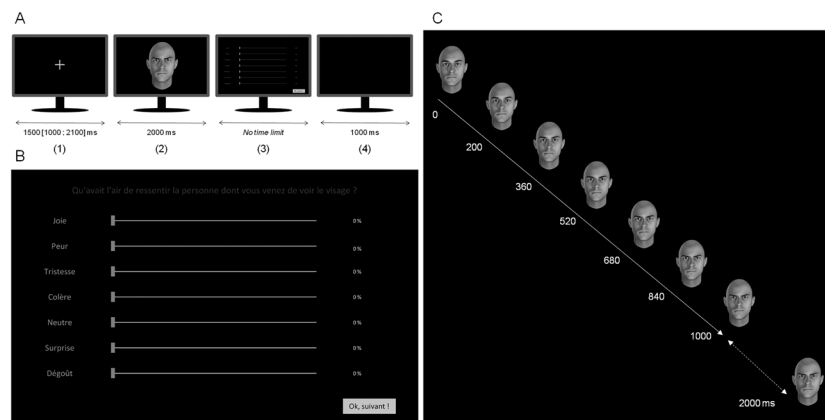 A
1500 [1000 ; 2100] ms
2000 ms
No time limit
1000 ms
(1)
(2)
(3)
(4)
B
Qu'avait l'air de ressentir la personne dont vous venez de voir le visage ?
Joie
0 %
Peur
0 %
Tristesse
0 %
Colère
0 %
Neutre
0 %
Surprise
0 %
Dégoût
0 %
Ok, suivant !
C
0
200
360
520
680
840
1000
2000 ms